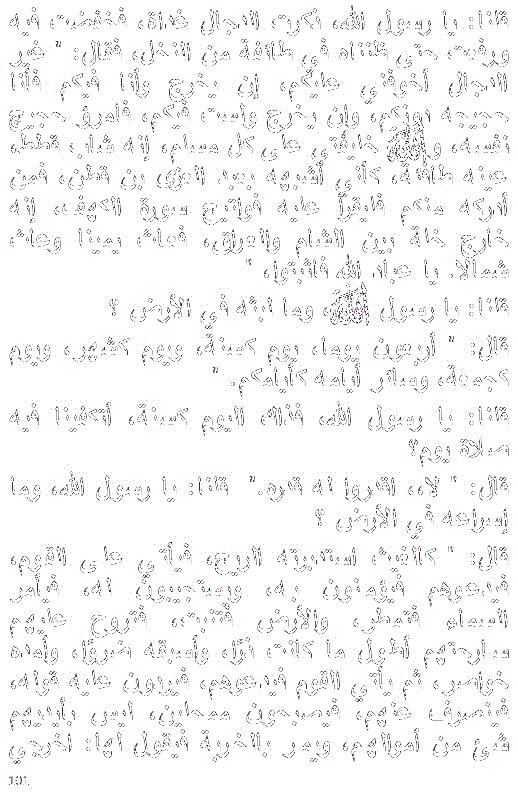 قلنا: يا رسول الله، ذكرت الدجال غداة، فخفضت فيه
ورفعت حتى ظنناه في طائفة من النخل، فقال: " غير
الدجال أخوفني عليكم، إن يخرج وأنا فيكم فأنا
حجيجه دونكم، وإن يخرج ولست فيكم، فامرؤ حجيج
نفسه، والله خليفتي على كل مسلم، إنه شاب قطط،
عينه طافئة، كأني أشبهه بعبد العزى بن قطن، فمن
أدركه منكم فليقرأ عليه فواتح سورة الكهف، إنه
خارج خلة بين الشام والعراق، فعاث يمينا وعاث
شمالا. يا عباد الله فاثبتوا، "
قلنا: يا رسول الله، وما لبثه في الأرض ؟
قال: " أربعون يوما، يوم كسنة، ويوم كشهر، ويوم
كجمعة، وسائر أيامه كأيامكم. "
قلنا: يا رسول الله، فذلك اليوم كسنة، أتكفينا فيه
صلاة يوم؟
قال: " لا، اقدروا له قدره." قلنا: يا رسول الله، وما
إسراعه في الأرض ؟
قال: " كالغيث استدبرته الريح، فيأتي على القوم،
فيدعوهم فيؤمنون به، ويستجيبون له، فيأمر
السماء فتمطر، والأرض فتنبت، فتروح عليهم
سارحتهم أطول ما كانت ذرا، وأسبغه ضروعا، وأمده
خواصر، ثم يأتي القوم فيدعوهم، فيردون عليه قوله،
فينصرف عنهم، فيصبحون ممحلين، ليس بأيديهم
شئ من أموالهم، ويمر بالخربة فيقول لها: أخرجي
101